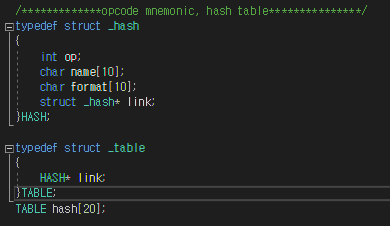 /*************opcode mnemonic, hash table***************/
typedef struct _hash
{
int op;
char name[10];
char format[10];
struct _hash* link;
}HASH;
typedef struct _table
{
HASH* link;
}TABLE;
TABLE hash[20];